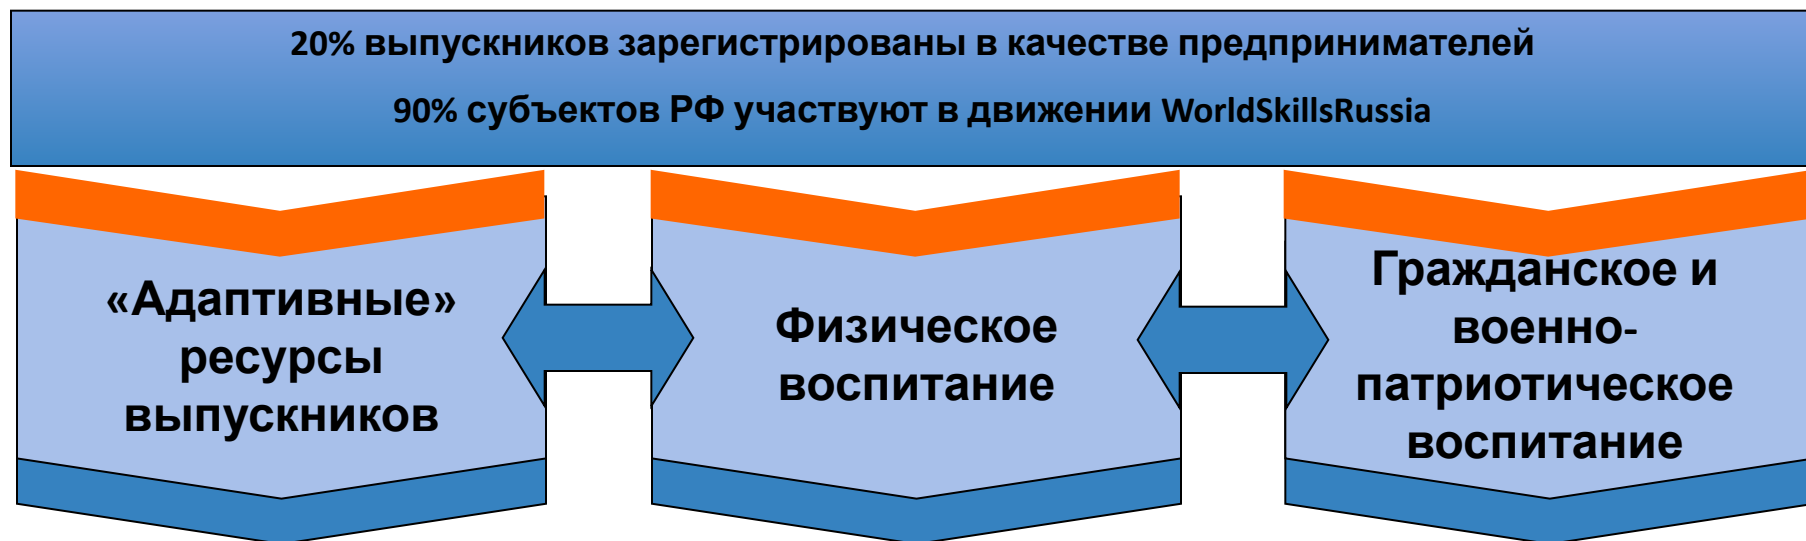 20% выпускников зарегистрированы в качестве предпринимателей
90% субъектов РФ участвуют в движении WorldSkillsRussia
«Адаптивные»
ресурсы
выпускников
Физическое
воспитание
Гражданское и
военно-
патриотическое
воспитание